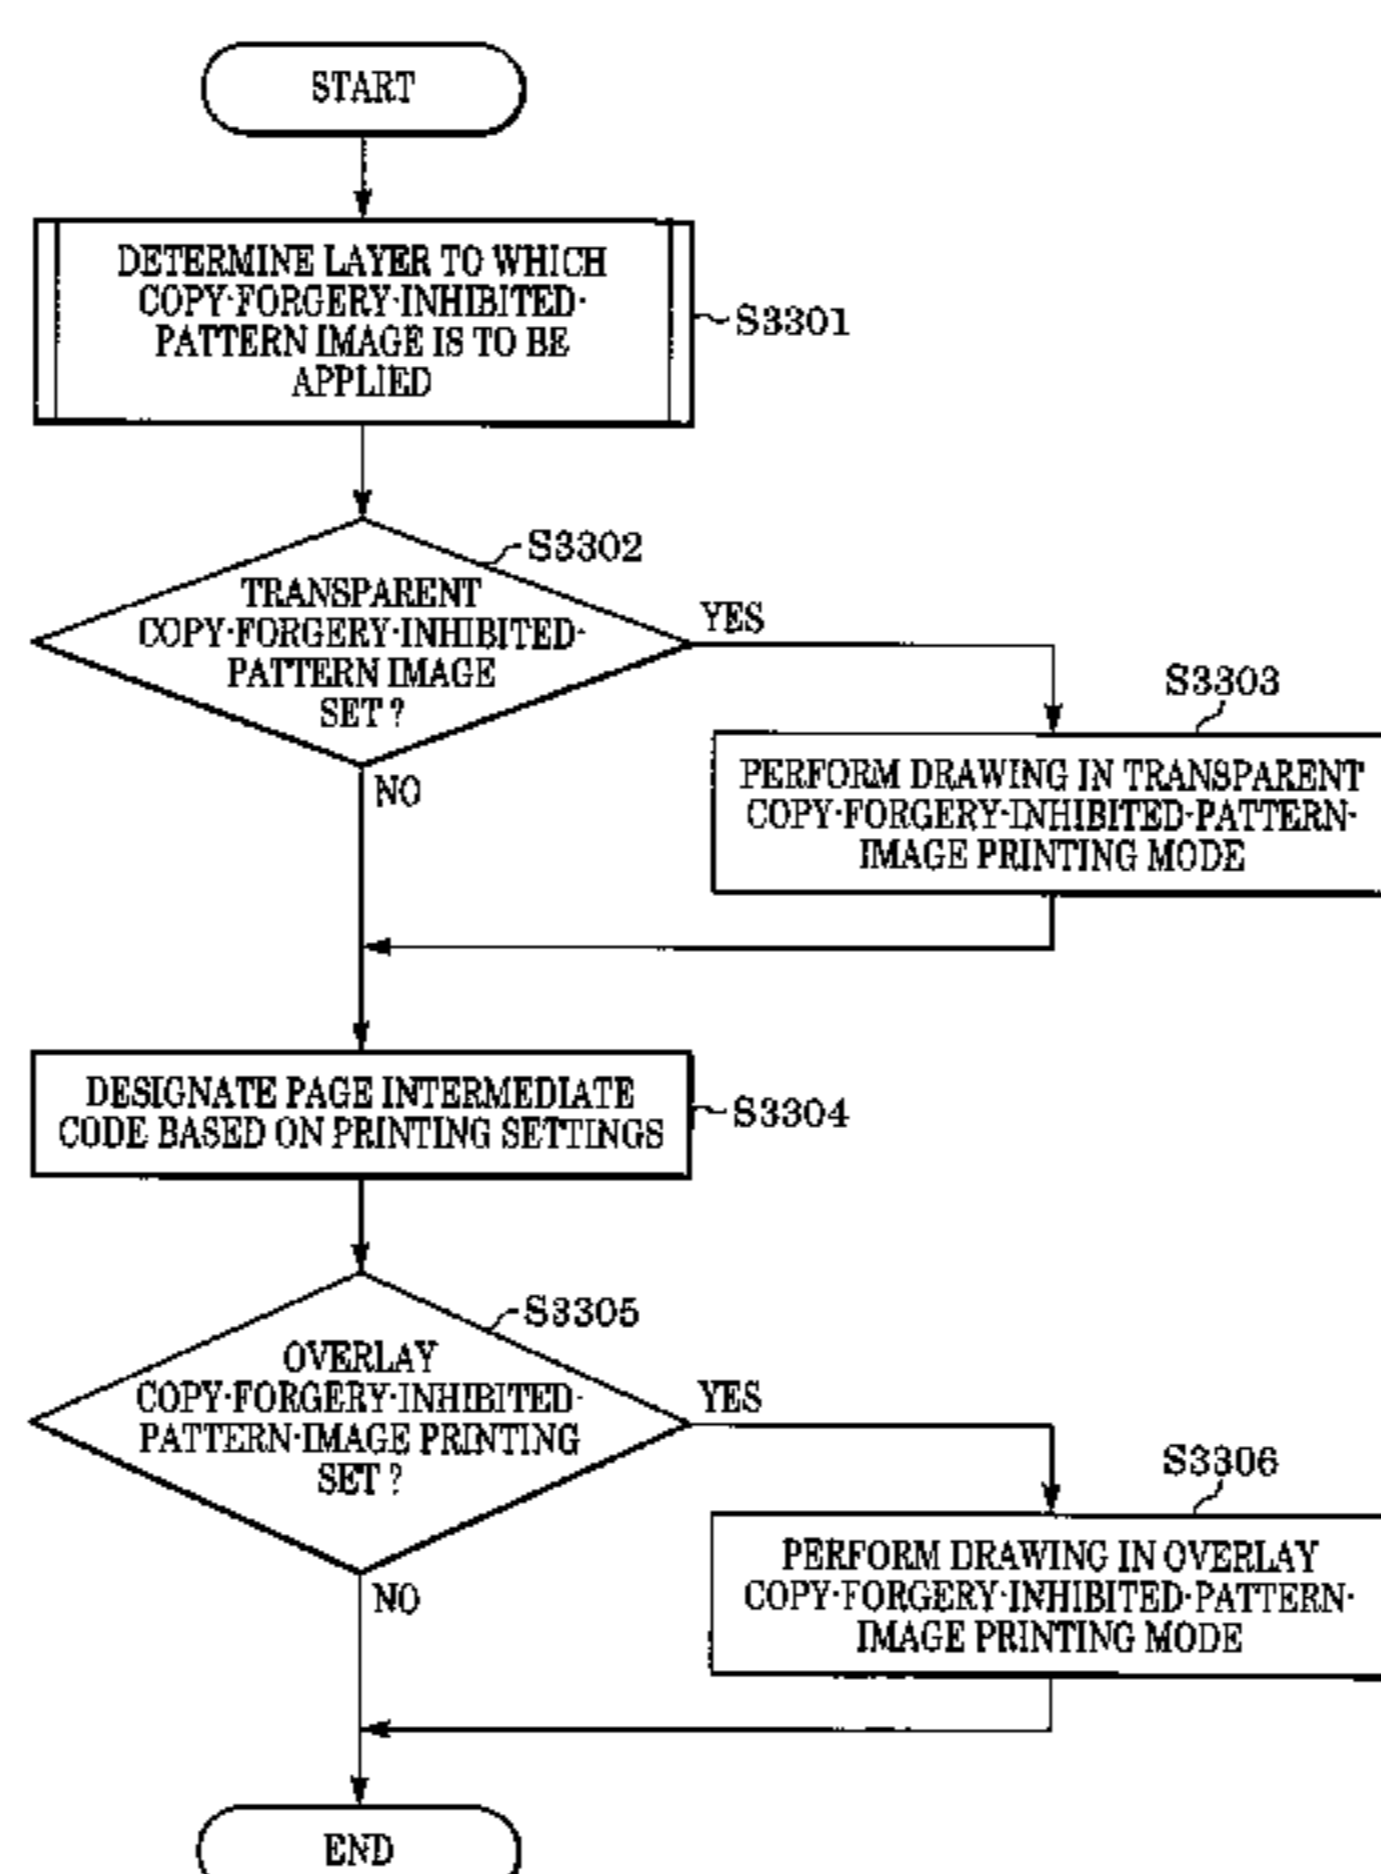 START
DETERMINE LAYER TO WHICH
COPY-FORGERY-INHIBITED-
PATTERN IMAGE IS TO BE
APPLIED
S3301
S3302
TRANSPARENT
COPY-FORGERY-INHIBITED-
PATTERN IMAGE
SET ?
YES
NO
S3303
PERFORM DRAWING IN TRANSPARENT
COPY-FORGERY-INHIBITED-PATTERN-
IMAGE PRINTING MODE
DESIGNATE PAGE INTERMEDIATE
CODE BASED ON PRINTING SETTINGS
S3304
S3305
OVERLAY
COPY-FORGERY-INHIBITED-
PATTERN-IMAGE PRINTING
SET ?
YES
NO
S3306
PERFORM DRAWING IN OVERLAY
COPY-FORGERY-INHIBITED-PATTERN-
IMAGE PRINTING MODE
END